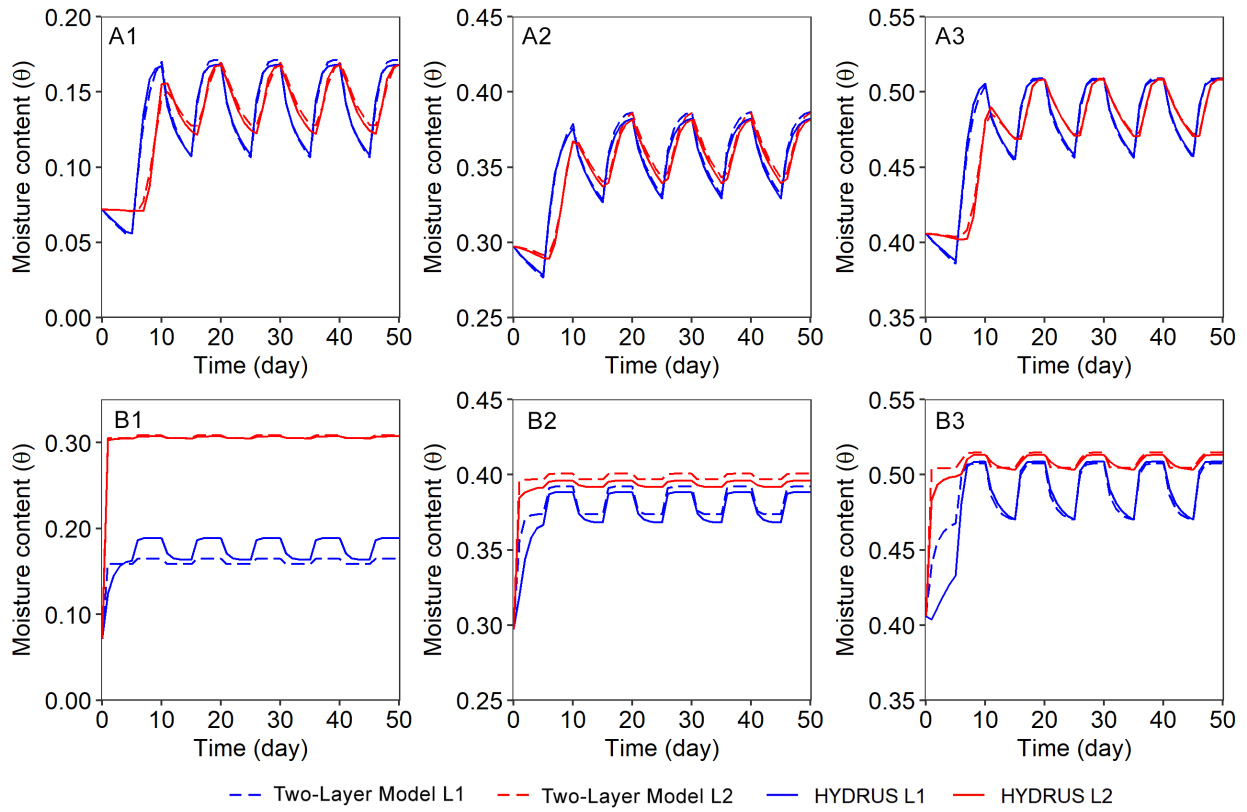 A1
Moisture content (θ)
0.20
0.15
0.10
0.05
0.00
0 10 20 30 40 50
Time (day)
A2
Moisture content (θ)
0.45
0.40
0.35
0.30
0.25
0 10 20 30 40 50
Time (day)
A3
Moisture content (θ)
0.55
0.50
0.45
0.40
0.35
0 10 20 30 40 50
Time (day)
B1
Moisture content (θ)
0.30
0.20
0.10
0.00
0 10 20 30 40 50
Time (day)
B2
Moisture content (θ)
0.45
0.40
0.35
0.30
0.25
0 10 20 30 40 50
Time (day)
B3
Moisture content (θ)
0.55
0.50
0.45
0.40
0.35
0 10 20 30 40 50
Time (day)
Two-Layer Model L1 Two-Layer Model L2 HYDRUS L1 HYDRUS L2